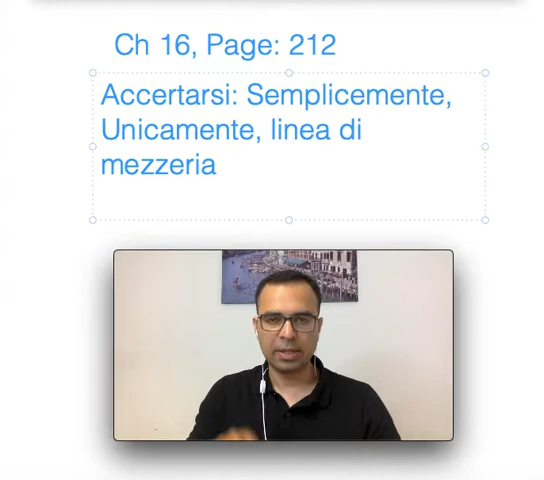 Ch 16, Page: 212
Accertarsi: Semplicemente,
Unicamente, linea di
mezzeria